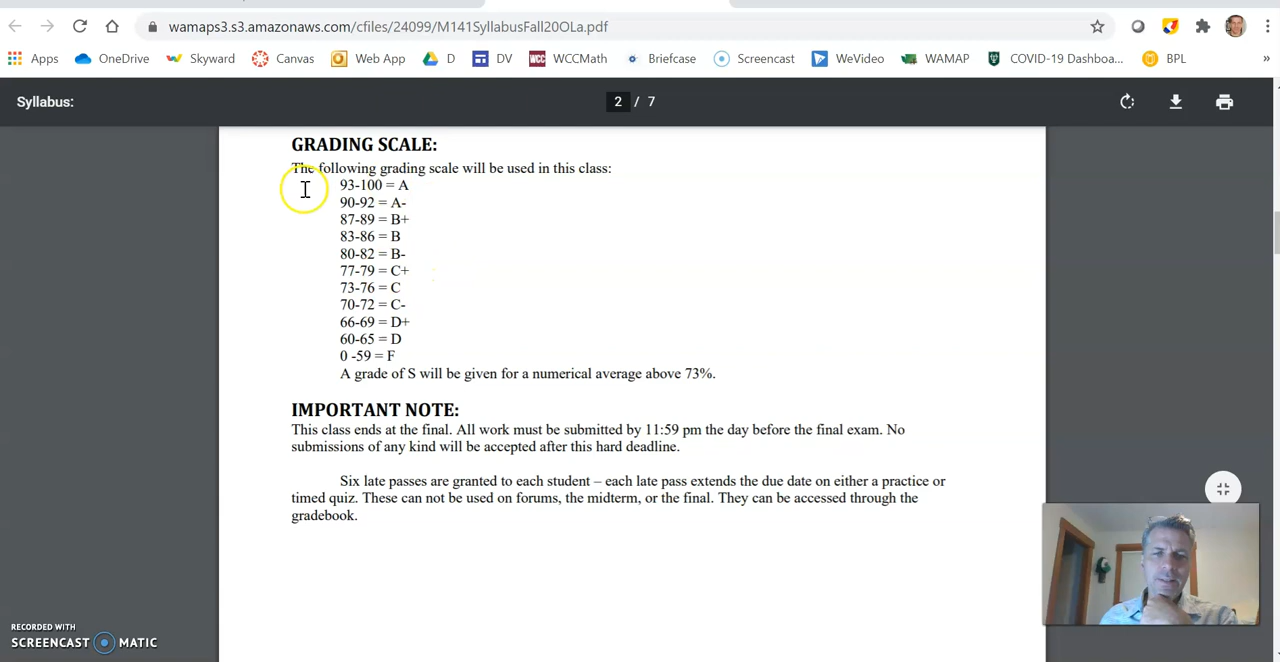 wamaps3.s3.amazonaws.com/cfiles/24099/M141SyllabusFall20OLa.pdf
Apps OneDrive Skyward Canvas Web App D DV WCCMath Briefcase Screencast WeVideo WAMAP COVID-19 Dashboa... BPL »
Syllabus: 2 / 7
GRADING SCALE:
The following grading scale will be used in this class:
93-100 = A
90-92 = A-
87-89 = B+
83-86 = B
80-82 = B-
77-79 = C+
73-76 = C
70-72 = C-
66-69 = D+
60-65 = D
0 -59 = F
A grade of S will be given for a numerical average above 73%.
IMPORTANT NOTE:
This class ends at the final. All work must be submitted by 11:59 pm the day before the final exam. No
submissions of any kind will be accepted after this hard deadline.
Six late passes are granted to each student – each late pass extends the due date on either a practice or
timed quiz. These can not be used on forums, the midterm, or the final. They can be accessed through the
gradebook.
RECORDED WITH
SCREENCAST MATIC